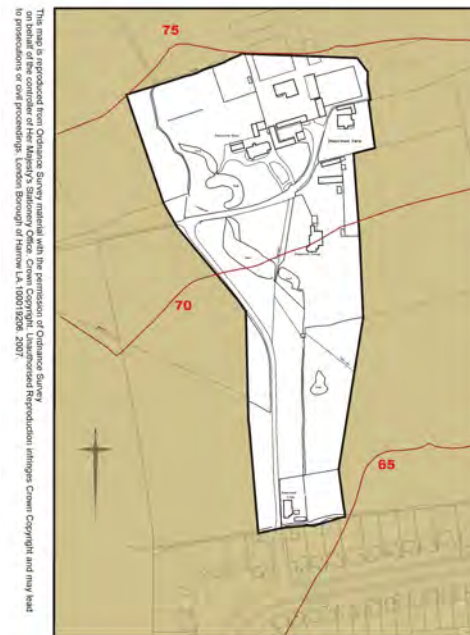 This map is reproduced from Ordnance Survey material with the permission of Ordnance Survey
on behalf of the controller of Her Majesty's Stationery Office. Crown Copyright. Unauthorised Reproduction infringes Crown Copyright and may lead
to prosecutions or civil proceedings. London Borough of Harrow LA.100019206. 2007.
75
70
65